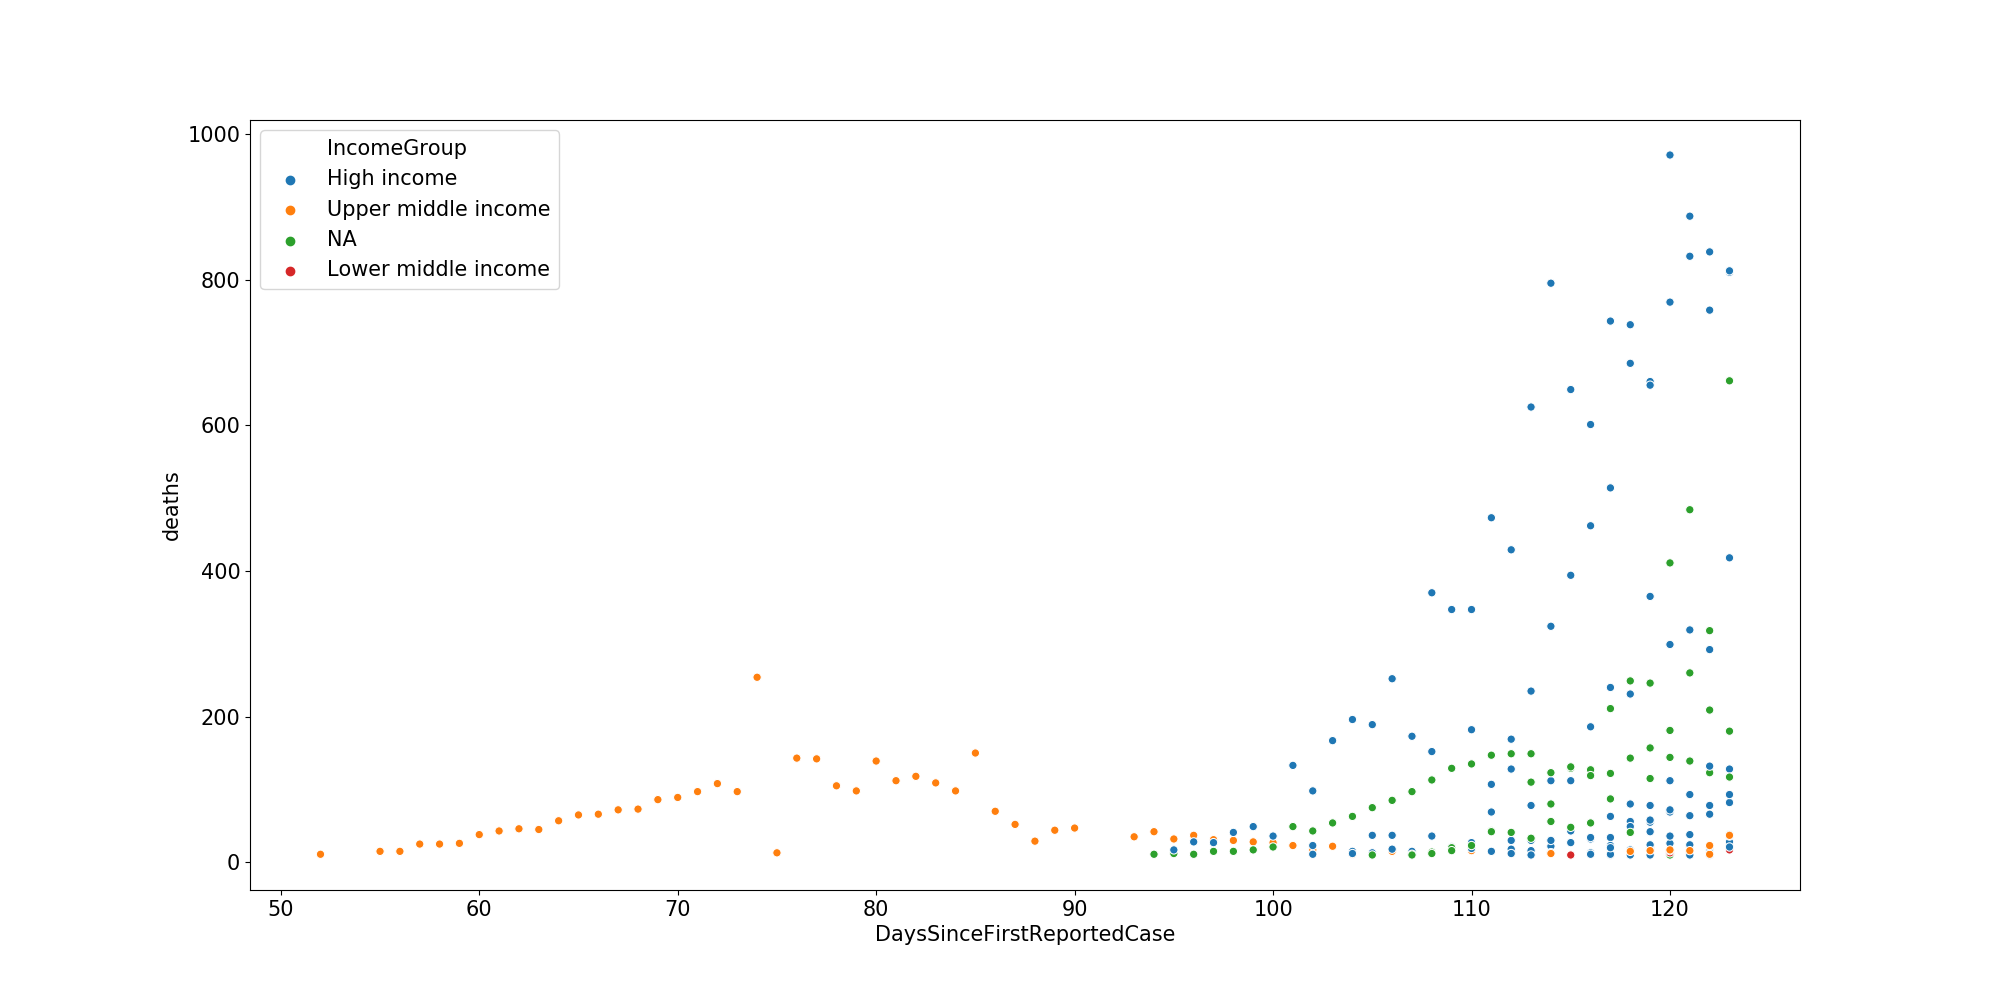 1000
800
600
400
200
0
deaths
IncomeGroup
High income
Upper middle income
NA
Lower middle income
50 60 70 80 90 100 110 120
DaysSinceFirstReportedCase